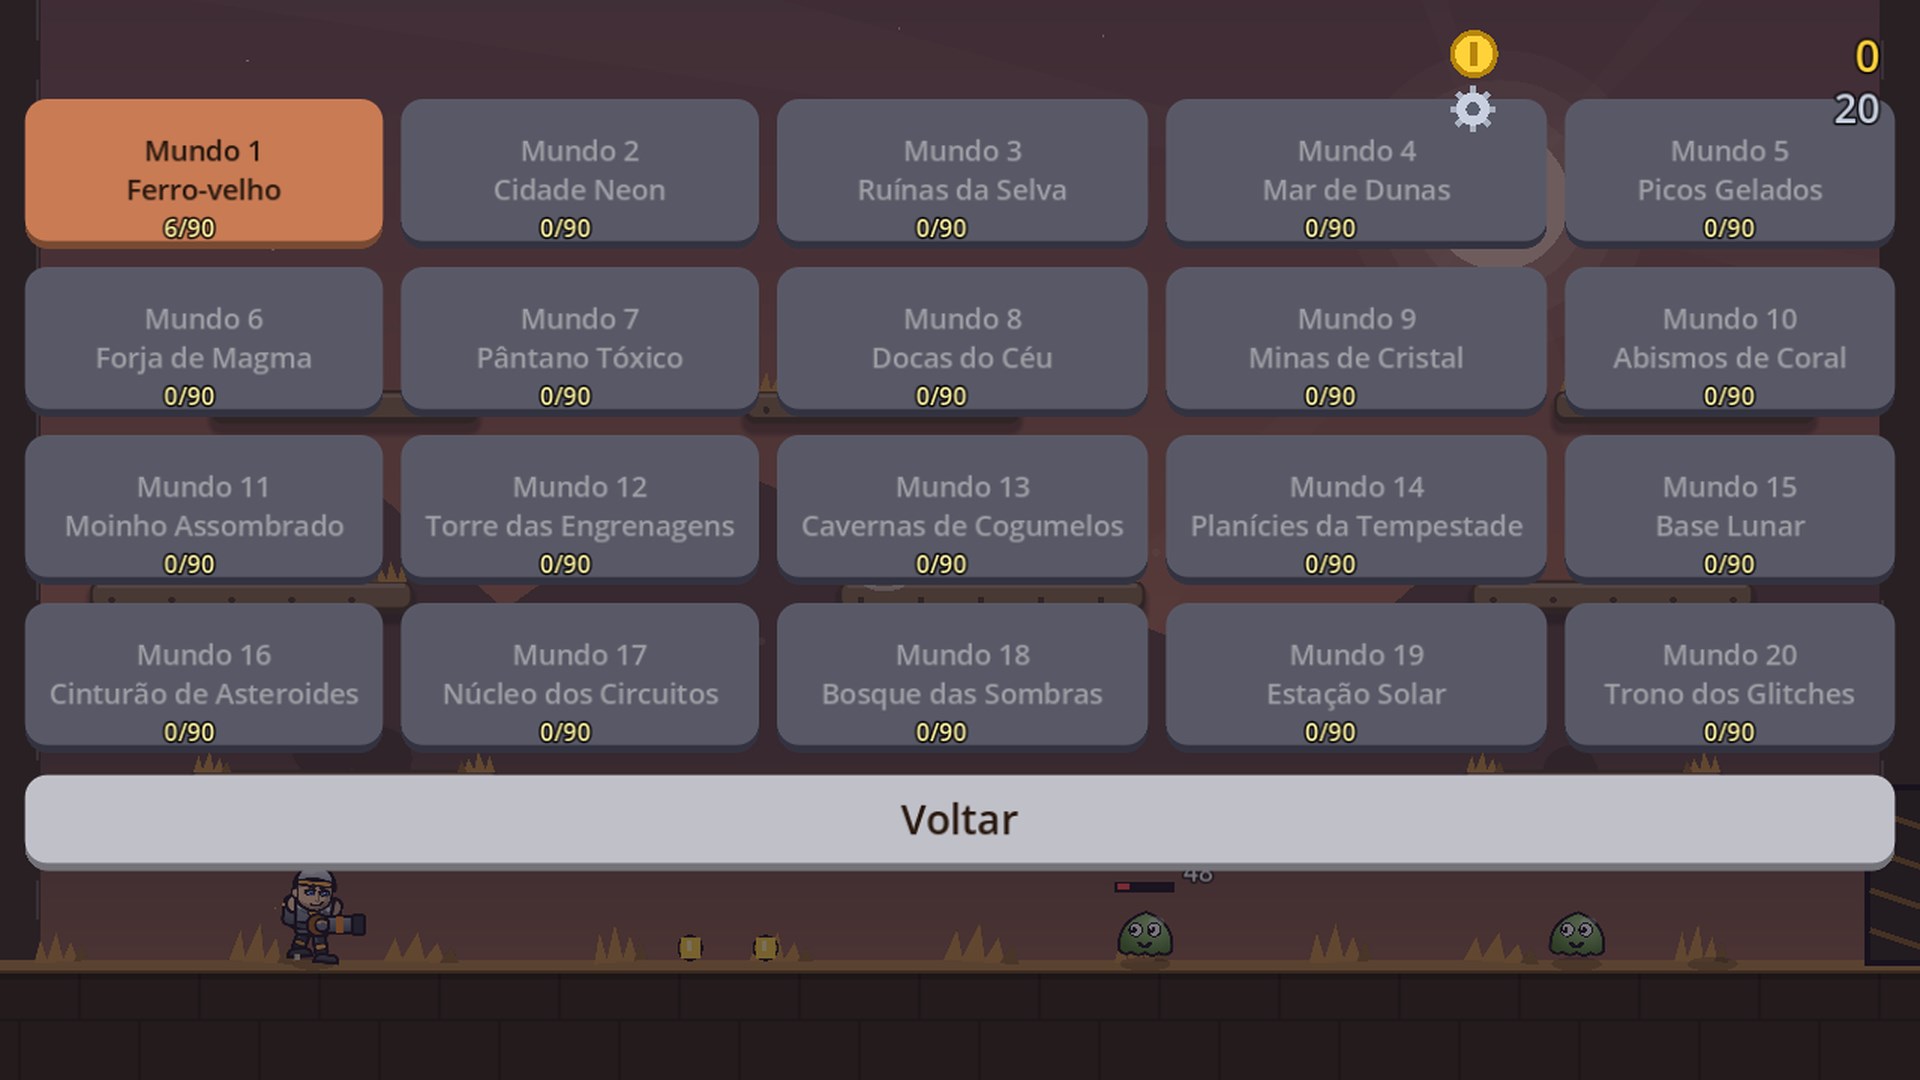 0
20
Mundo 1
Ferro-velho
6/90
Mundo 2
Cidade Neon
0/90
Mundo 3
Ruínas da Selva
0/90
Mundo 4
Mar de Dunas
0/90
Mundo 5
Picos Gelados
0/90
Mundo 6
Forja de Magma
0/90
Mundo 7
Pântano Tóxico
0/90
Mundo 8
Docas do Céu
0/90
Mundo 9
Minas de Cristal
0/90
Mundo 10
Abismos de Coral
0/90
Mundo 11
Moinho Assombrado
0/90
Mundo 12
Torre das Engrenagens
0/90
Mundo 13
Cavernas de Cogumelos
0/90
Mundo 14
Planícies da Tempestade
0/90
Mundo 15
Base Lunar
0/90
Mundo 16
Cinturão de Asteroides
0/90
Mundo 17
Núcleo dos Circuitos
0/90
Mundo 18
Bosque das Sombras
0/90
Mundo 19
Estação Solar
0/90
Mundo 20
Trono dos Glitches
0/90
Voltar